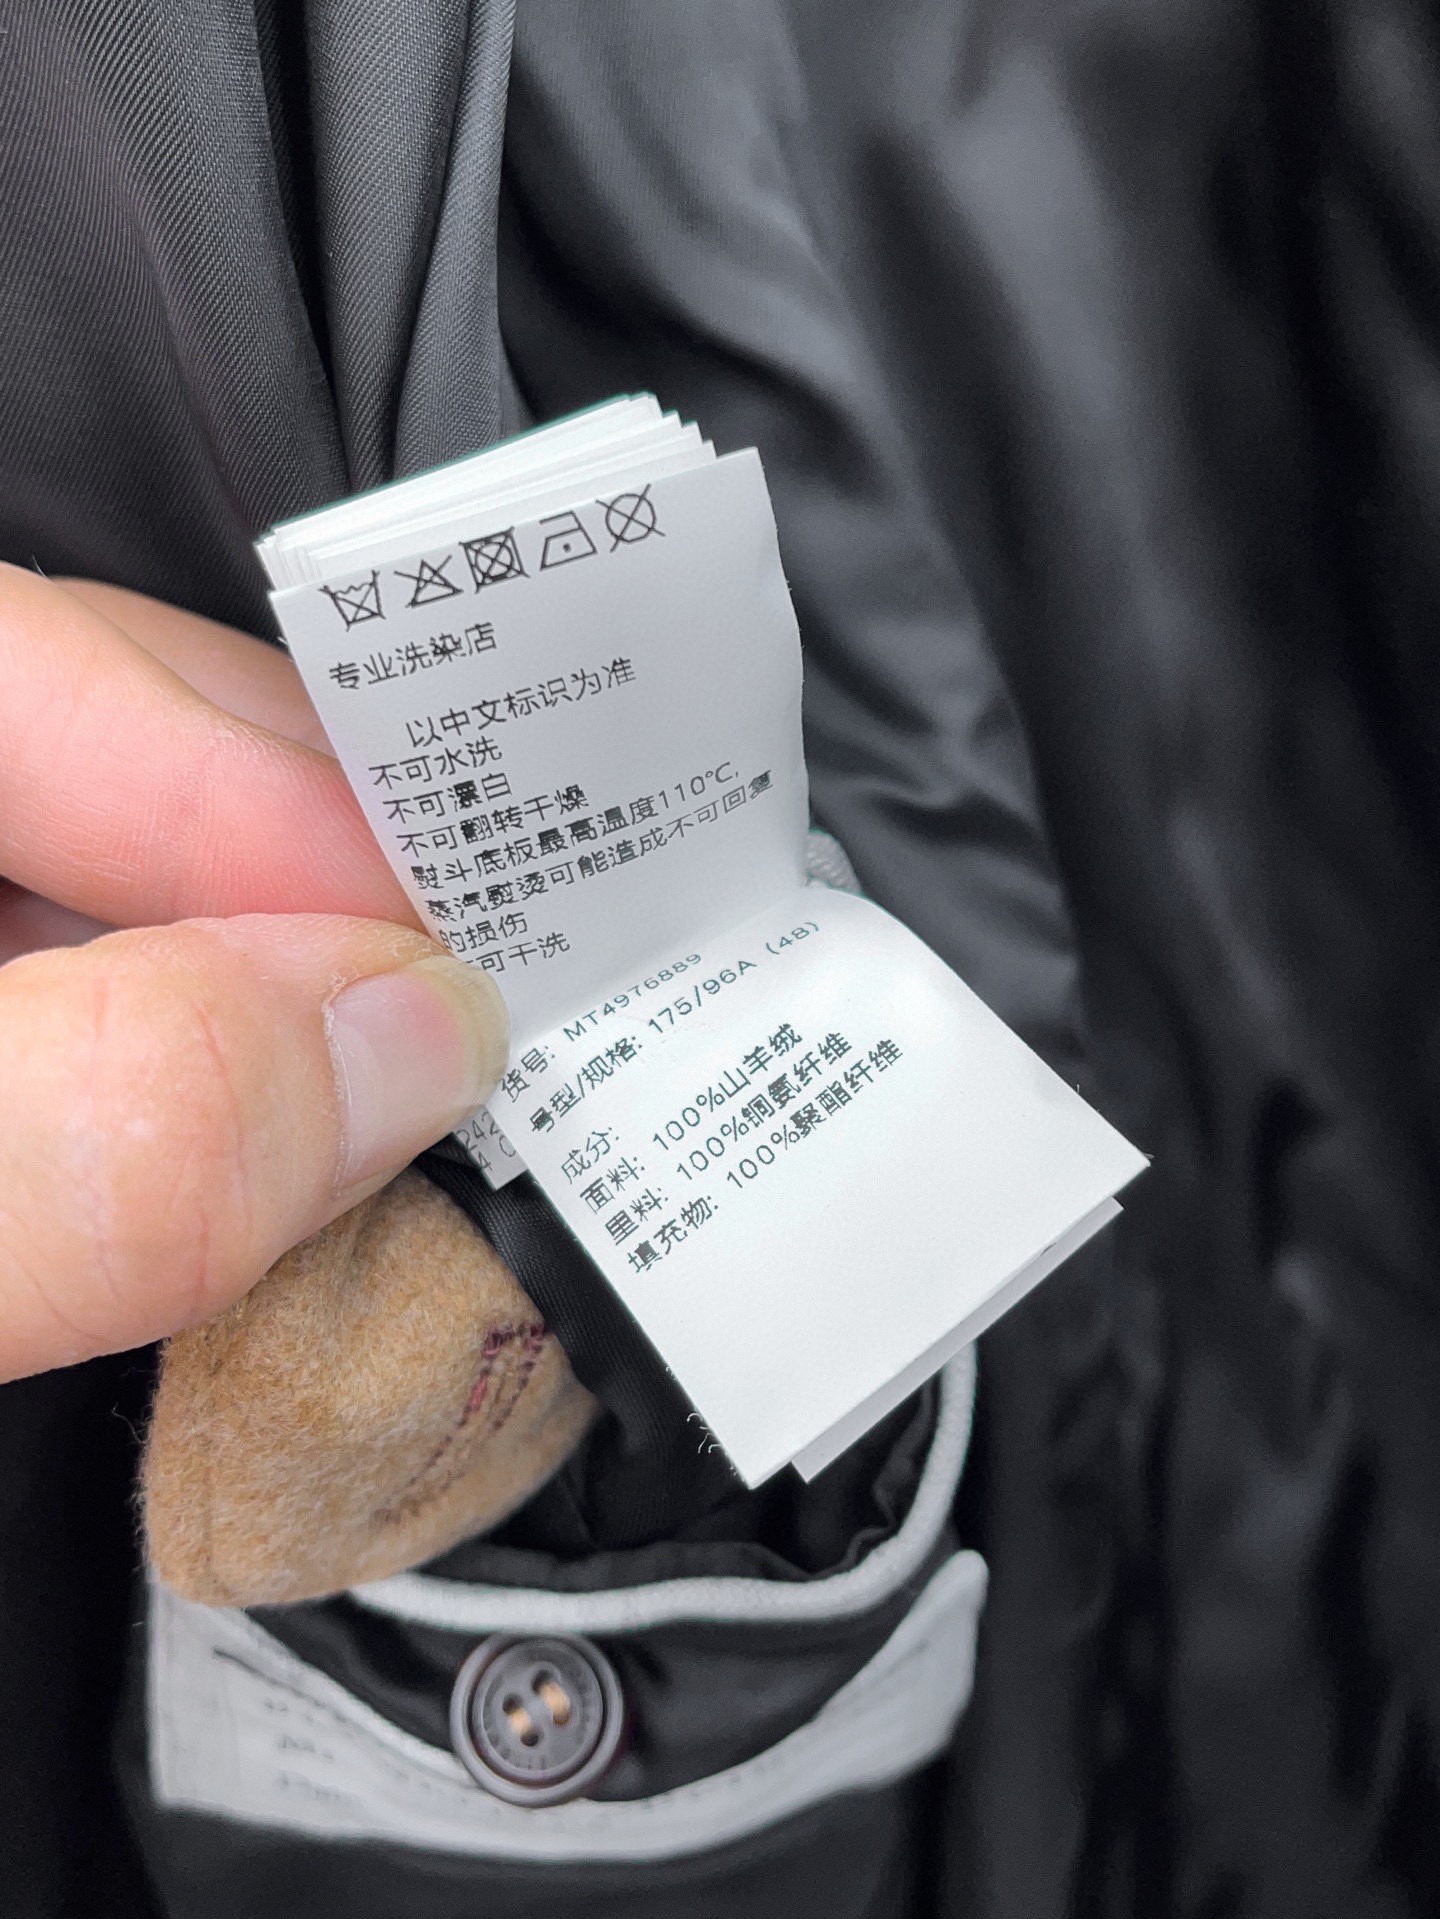 专业洗染店
以中文标识为准
不可水洗
不可漂白
不可翻转干燥
熨斗底板最高温度110°C,
蒸汽熨烫可能造成不可回复
的损伤
可干洗
货号: MT4976889
号型/规格: 175/96A (48)
成分:
面料: 100%山羊绒
里料: 100%铜氨纤维
填充物: 100%聚酯纤维
242
4 0